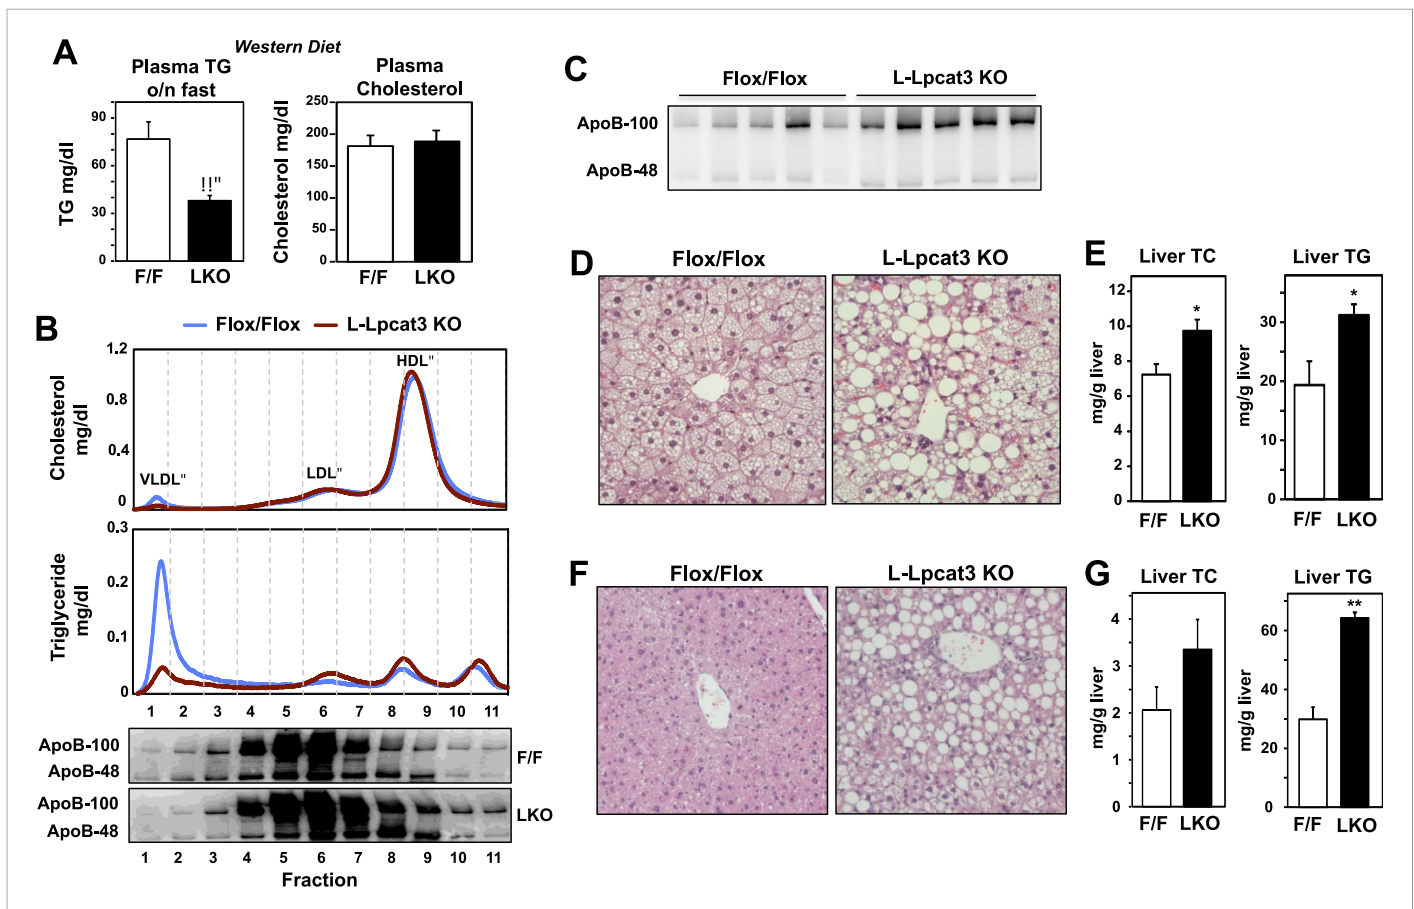 A
Western Diet
Plasma TG
o/n fast
TG mg/dl
90
60
30
0
!!"
F/F LKO
Plasma
Cholesterol
Cholesterol mg/dl
250
200
150
100
50
0
F/F LKO
B
Flox/Flox L-Lpcat3 KO
Cholesterol
mg/dl
1.2
0.8
0.4
0
VLDL"
LDL"
HDL"
Triglyceride
mg/dl
0.3
0.2
0.1
0
1 2 3 4 5 6 7 8 9 10 11
ApoB-100
ApoB-48
F/F
ApoB-100
ApoB-48
LKO
1 2 3 4 5 6 7 8 9 10 11
Fraction
C
Flox/Flox L-Lpcat3 KO
ApoB-100
ApoB-48
D
Flox/Flox L-Lpcat3 KO
E
Liver TC
mg/g liver
12
10
8
6
4
2
0
*
F/F LKO
Liver TG
mg/g liver
30
20
10
0
*
F/F LKO
F
Flox/Flox L-Lpcat3 KO
G
Liver TC
mg/g liver
4
3
2
1
0
F/F LKO
Liver TG
mg/g liver
60
40
20
0
**
F/F LKO